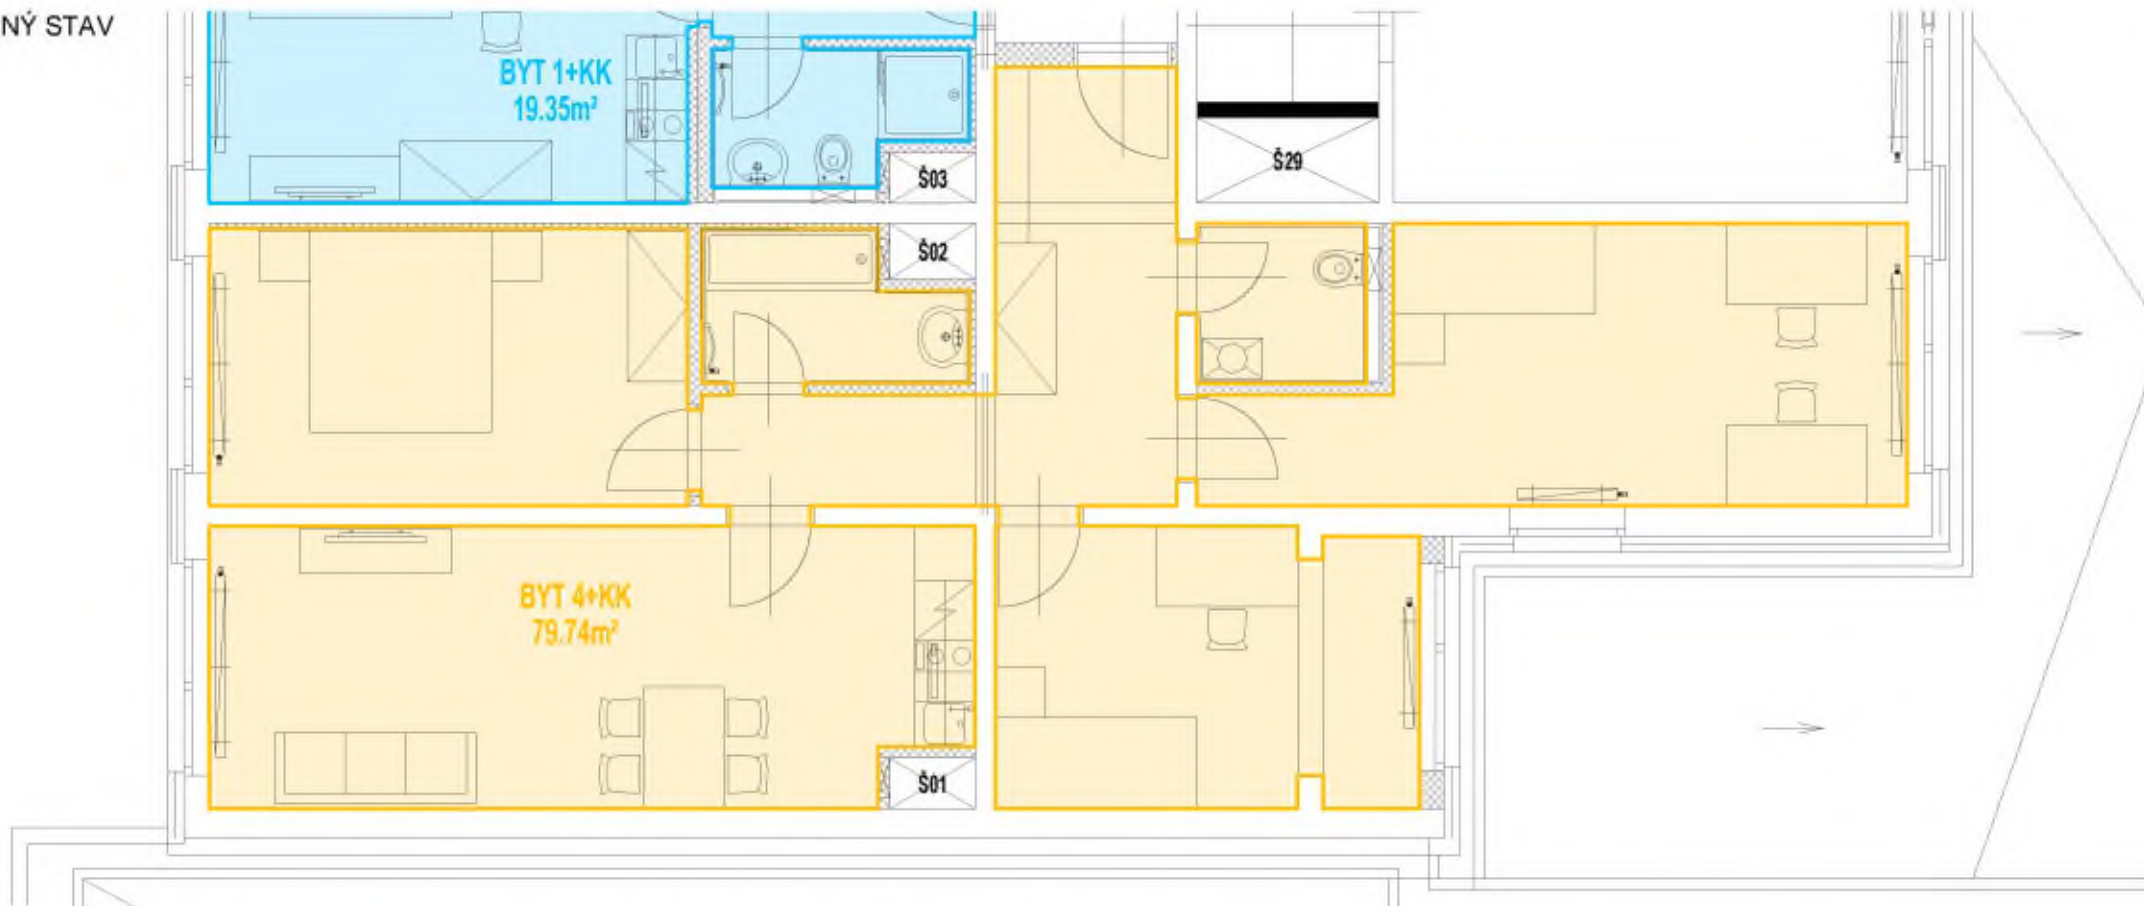 NÝ STAV
BYT 1+KK
19.35m²
Š03
Š29
Š02
BYT 4+KK
79.74m²
Š01